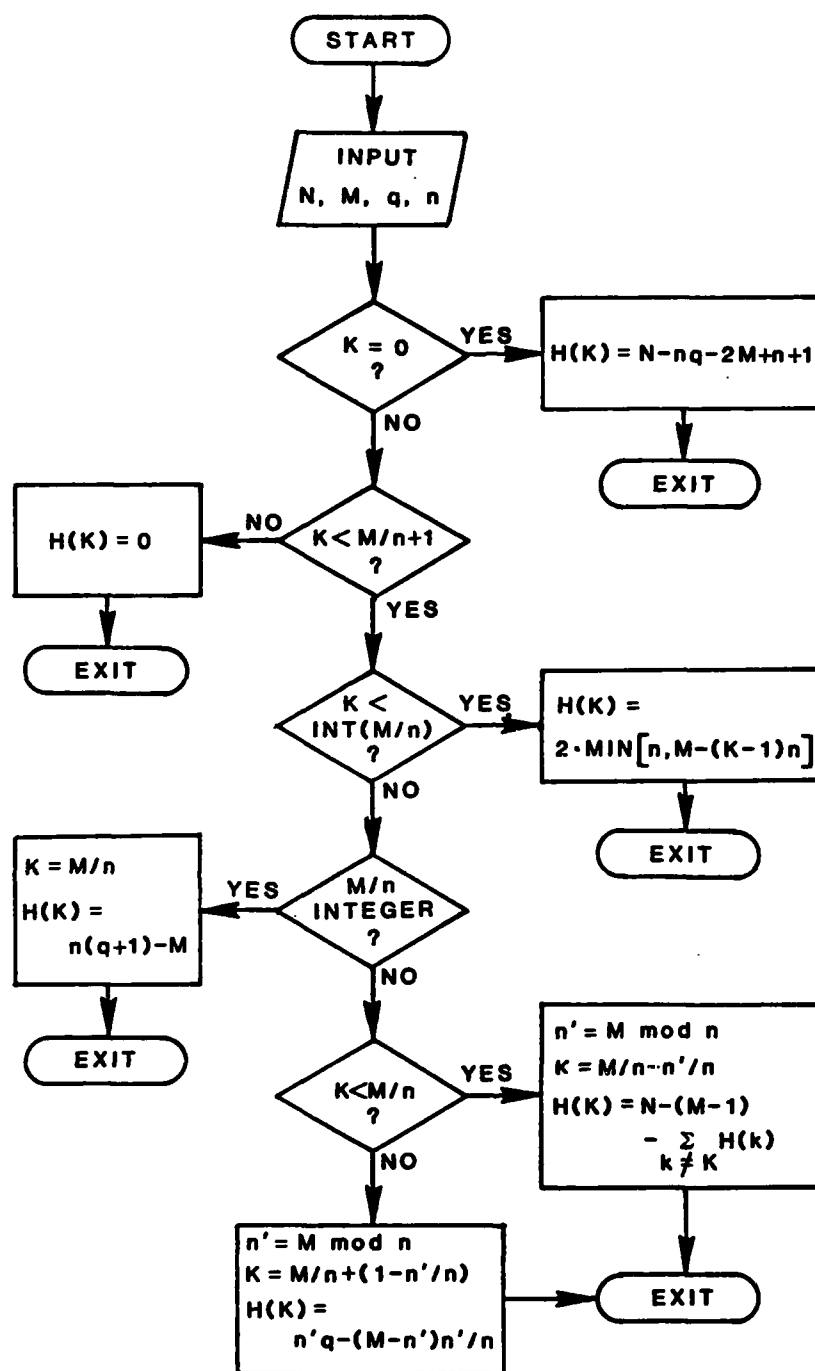 START
INPUT
N, M, q, n
K = 0
?
YES
H(K) = N-nq-2M+n+1
NO
EXIT
K < M/n+1
?
NO
H(K) = 0
YES
EXIT
K <
INT(M/n)
?
YES
H(K) =
2·MIN[n,M-(K-1)n]
NO
EXIT
M/n
INTEGER
?
YES
K = M/n
H(K) =
n(q+1)-M
NO
EXIT
K<M/n
?
YES
n' = M mod n
K = M/n--n'/n
H(K) = N-(M-1)
- Σ H(k)
k ≠ K
NO
n' = M mod n
K = M/n+(1-n'/n)
H(K) =
n'q-(M-n')n'/n
EXIT